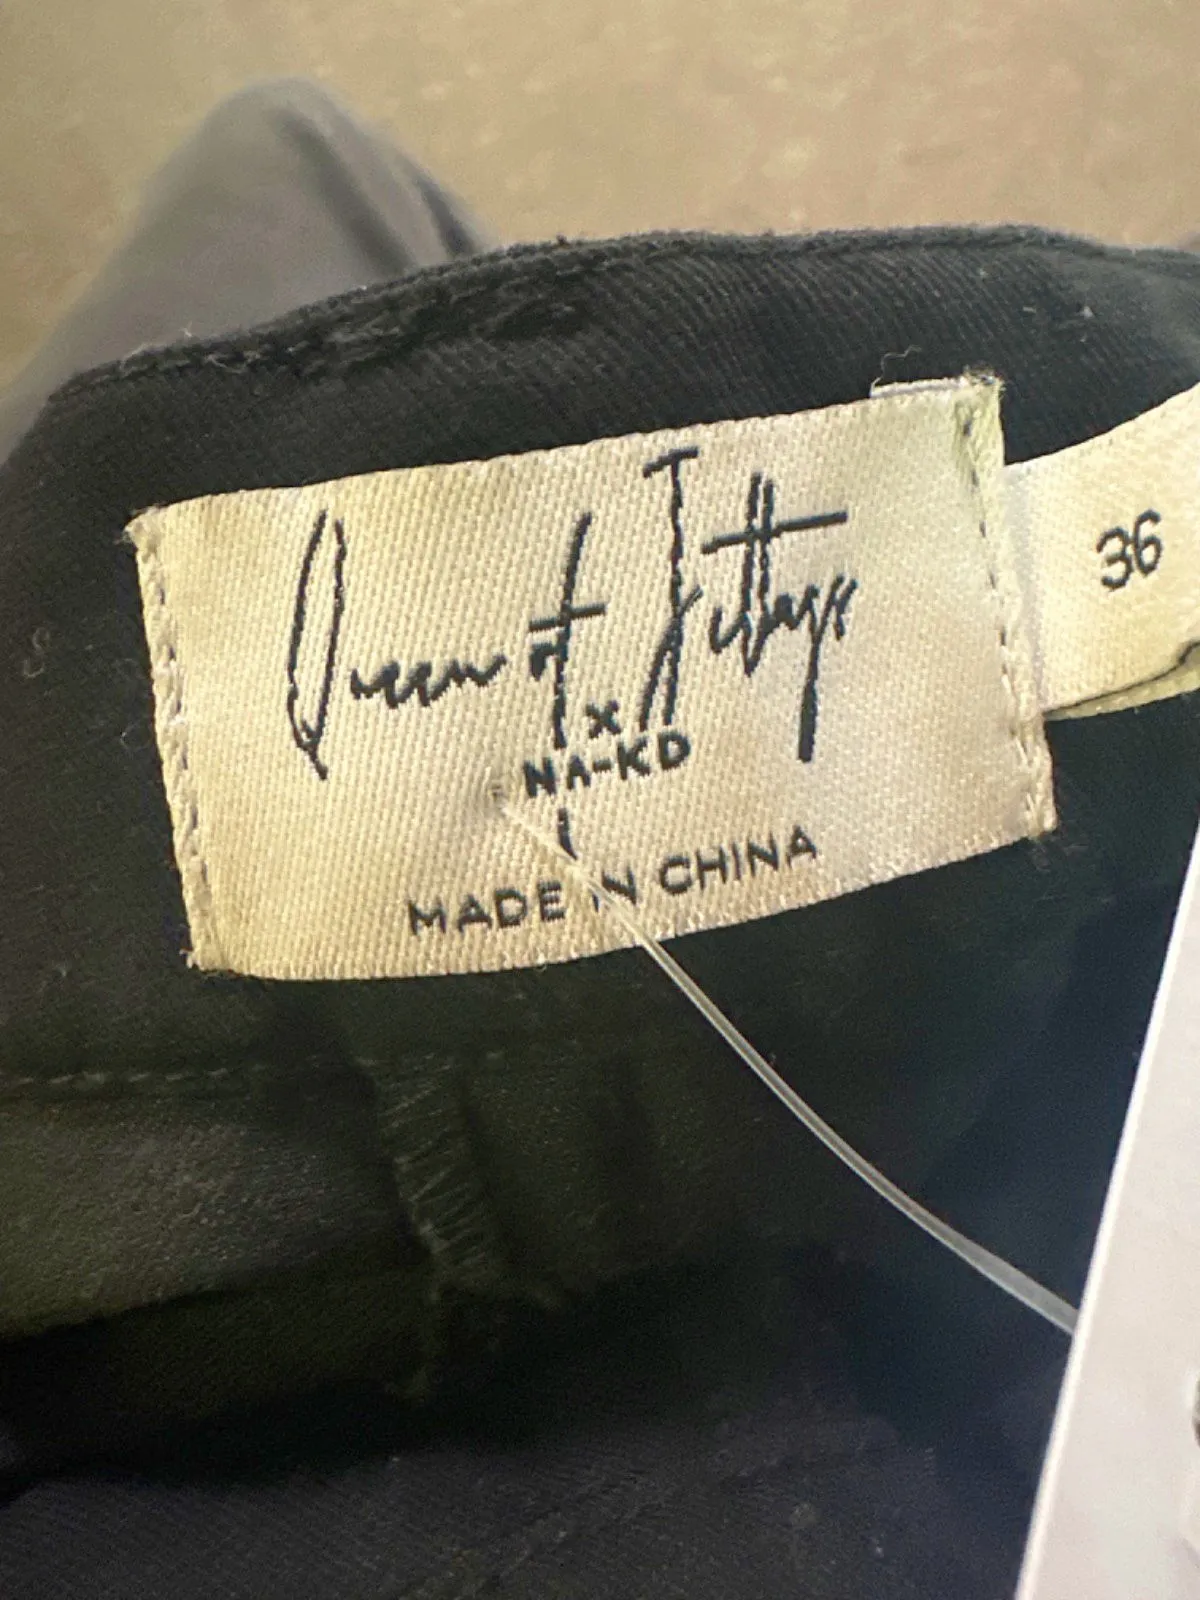 Queen of Jetlags
x
NA-KD
MADE IN CHINA
36